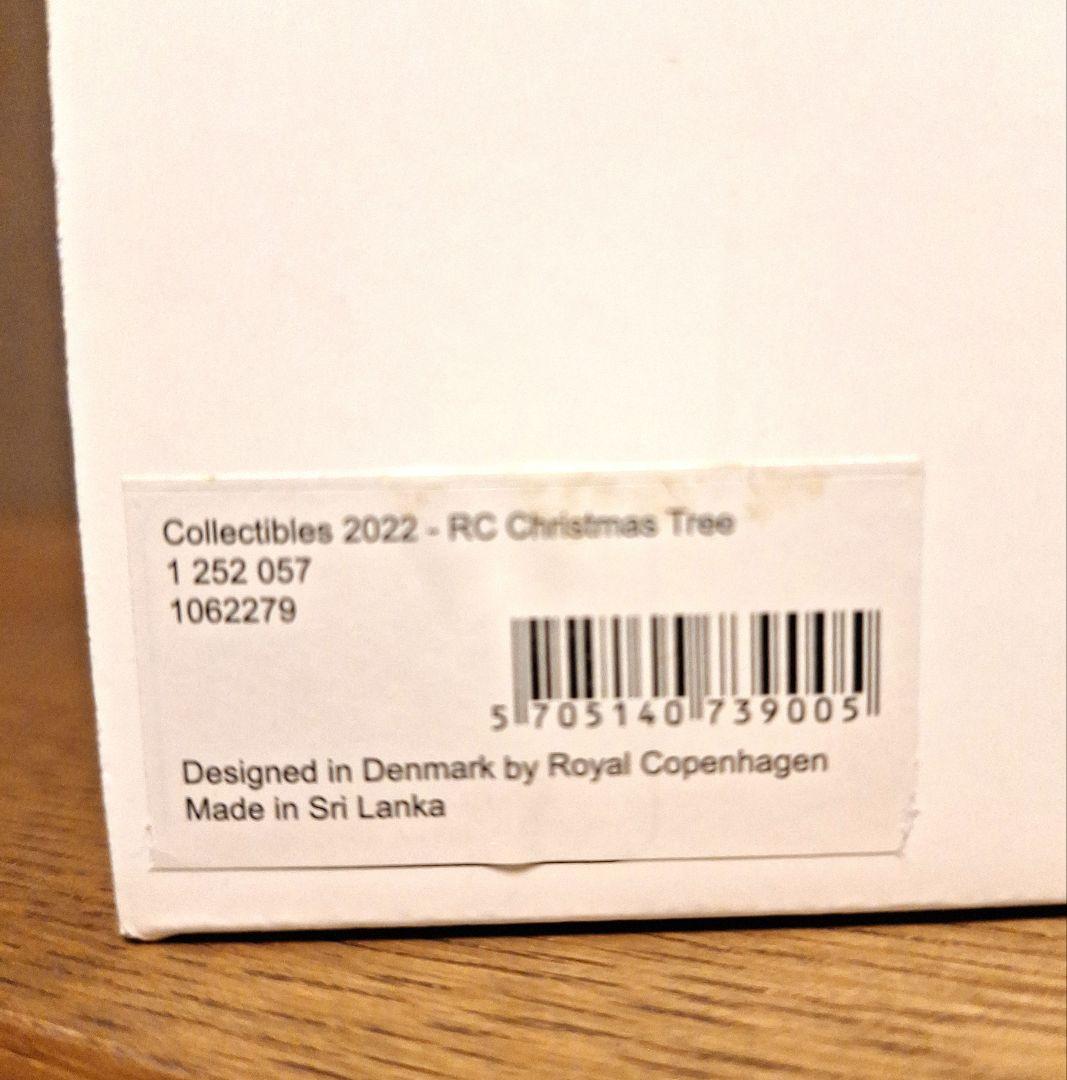 Collectibles 2022 - RC Christmas Tree
1 252 057
1062279
5 705140 739005
Designed in Denmark by Royal Copenhagen
Made in Sri Lanka